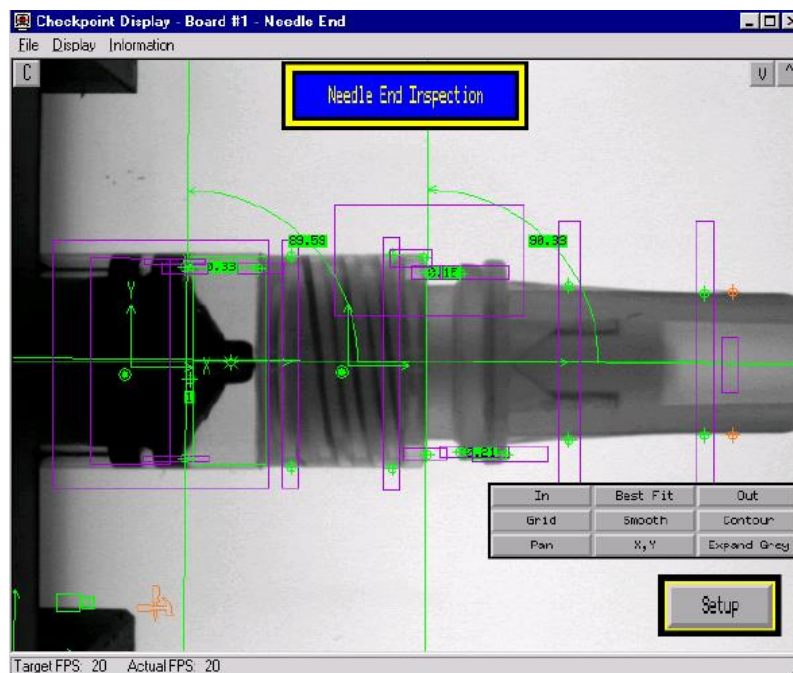 Checkpoint Display - Board #1 - Needle End
File Display Information
C
V ^
Needle End Inspection
89.59
90.33
0.33
0.16
Y
X
1
0.21
In Best Fit Out
Grid Smooth Contour
Pan X,Y Expand Grey
Setup
Target FPS: 20 Actual FPS: 20